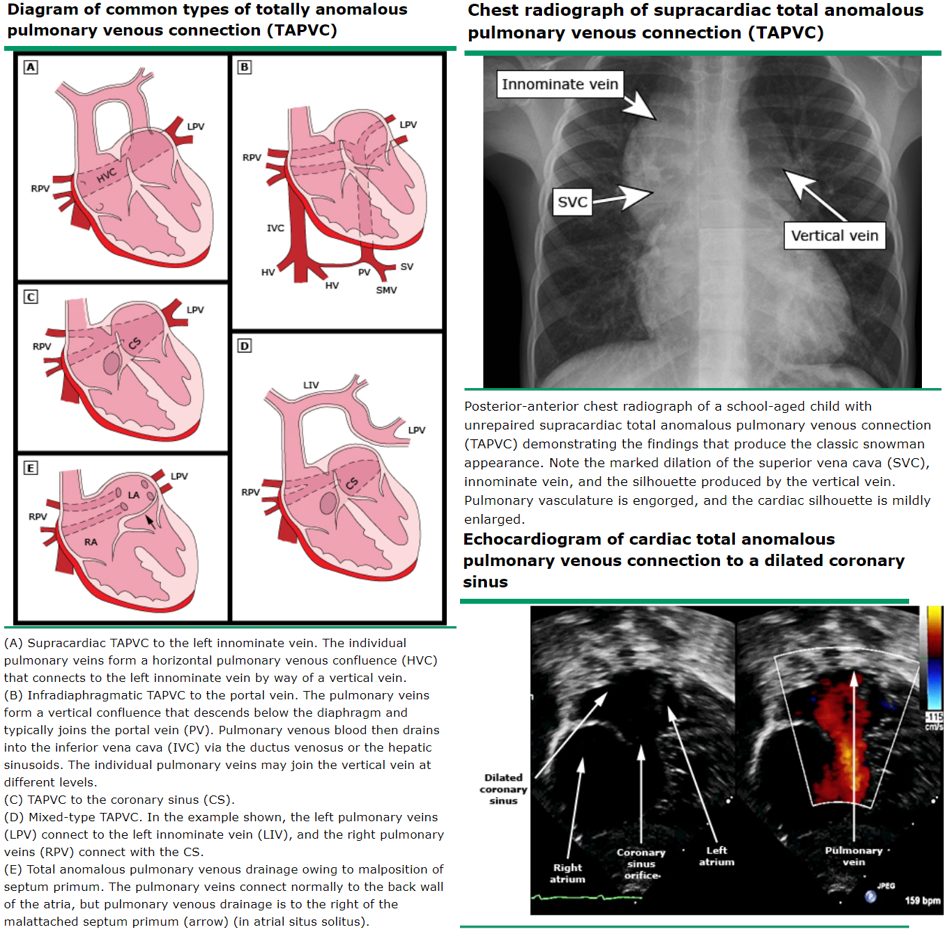 Diagram of common types of totally anomalous
pulmonary venous connection (TAPVC)
A
LPV
HVC
RPV
B
LPV
RPV
IVC
HV
HV
PV
SV
SMV
C
LPV
RPV
CS
D
LIV
LPV
RPV
CS
E
LPV
LA
RPV
RA
(A) Supracardiac TAPVC to the left innominate vein. The individual
pulmonary veins form a horizontal pulmonary venous confluence (HVC)
that connects to the left innominate vein by way of a vertical vein.
(B) Infradiaphragmatic TAPVC to the portal vein. The pulmonary veins
form a vertical confluence that descends below the diaphragm and
typically joins the portal vein (PV). Pulmonary venous blood then drains
into the inferior vena cava (IVC) via the ductus venosus or the hepatic
sinusoids. The individual pulmonary veins may join the vertical vein at
different levels.
(C) TAPVC to the coronary sinus (CS).
(D) Mixed-type TAPVC. In the example shown, the left pulmonary veins
(LPV) connect to the left innominate vein (LIV), and the right pulmonary
veins (RPV) connect with the CS.
(E) Total anomalous pulmonary venous drainage owing to malposition of
septum primum. The pulmonary veins connect normally to the back wall
of the atria, but pulmonary venous drainage is to the right of the
malattached septum primum (arrow) (in atrial situs solitus).
Chest radiograph of supracardiac total anomalous
pulmonary venous connection (TAPVC)
Innominate vein
SVC
Vertical vein
Posterior-anterior chest radiograph of a school-aged child with
unrepaired supracardiac total anomalous pulmonary venous connection
(TAPVC) demonstrating the findings that produce the classic snowman
appearance. Note the marked dilation of the superior vena cava (SVC),
innominate vein, and the silhouette produced by the vertical vein.
Pulmonary vasculature is engorged, and the cardiac silhouette is mildly
enlarged.
Echocardiogram of cardiac total anomalous
pulmonary venous connection to a dilated coronary
sinus
Dilated
coronary
sinus
Right
atrium
Coronary
sinus
orifice
Left
atrium
Pulmonary
vein
-115
cm/s
JPEG
159 bpm